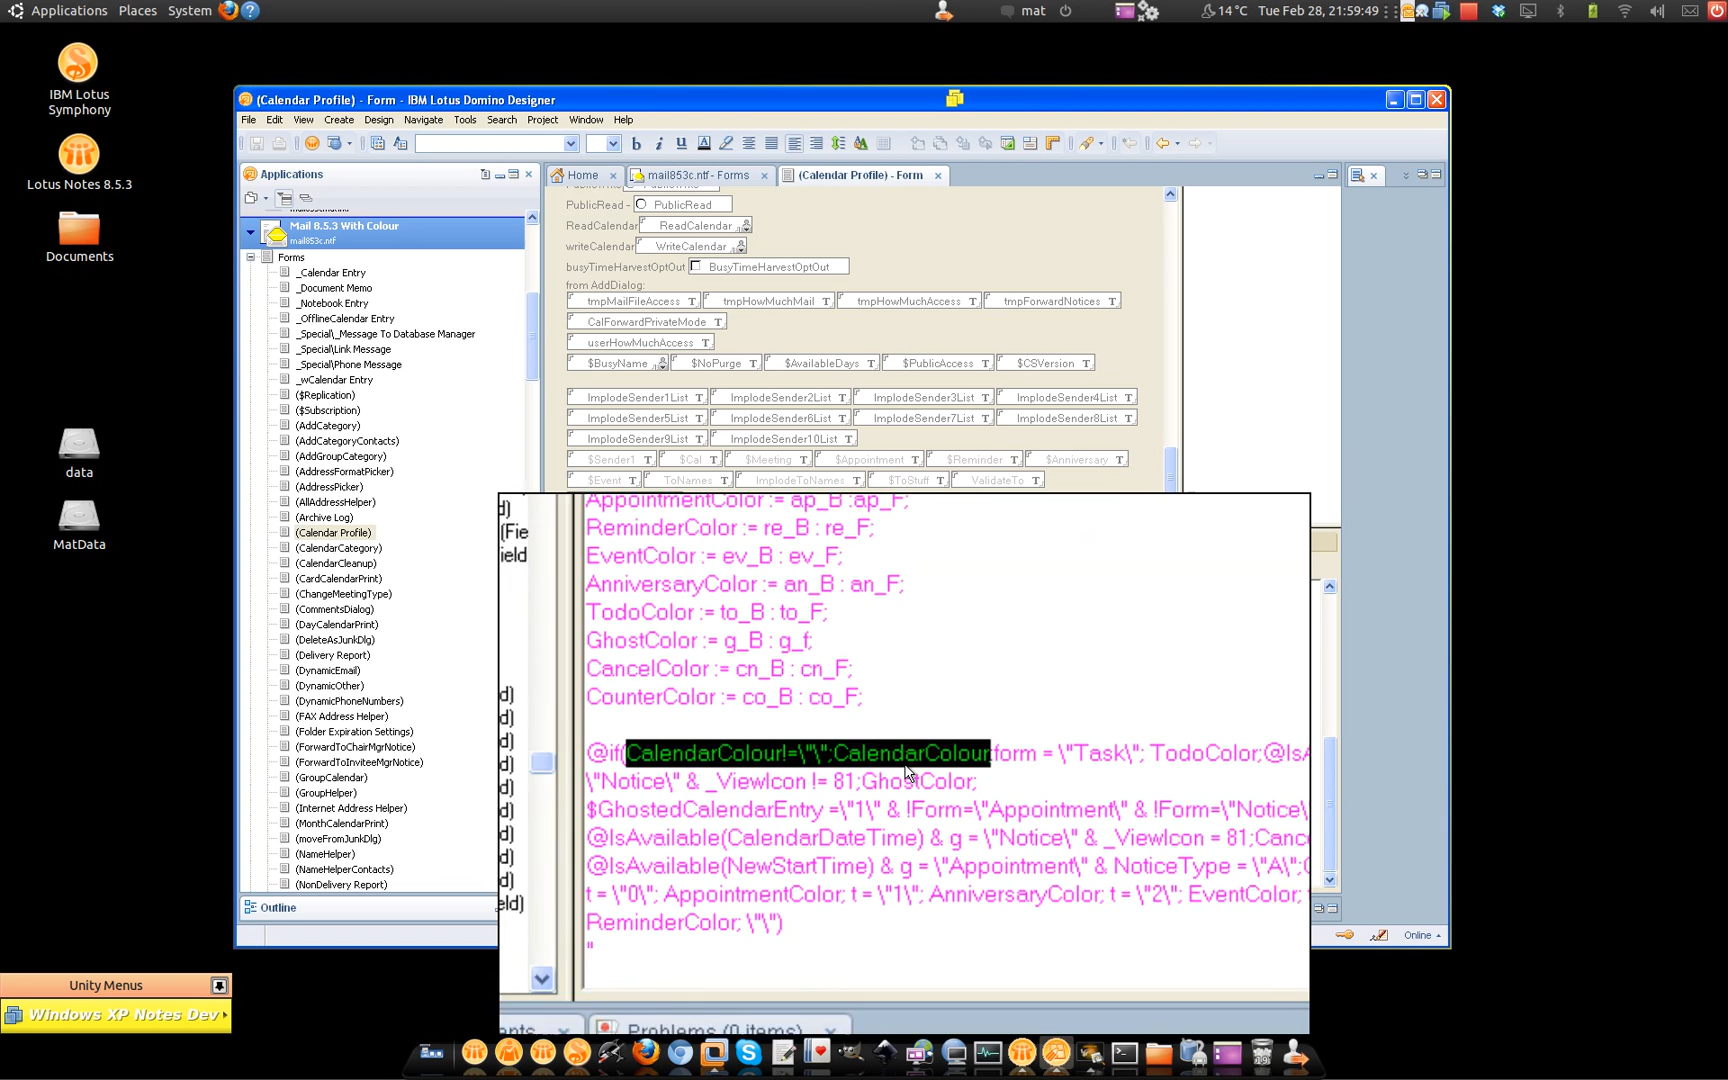 Applications Places System mat 14 °C Tue Feb 28, 21:59:49
IBM Lotus
Symphony
Lotus Notes 8.5.3
Documents
data
MatData
(Calendar Profile) - Form - IBM Lotus Domino Designer
File Edit View Create Design Navigate Tools Search Project Window Help
Applications
Home
mail853c.ntf - Forms
(Calendar Profile) - Form
Mail 8.5.3 With Colour
mail853c.ntf
Forms
_Calendar Entry
_Document Memo
_Notebook Entry
_OfflineCalendar Entry
_Special\_Message To Database Manager
_Special\Link Message
_Special\Phone Message
_wCalendar Entry
($Replication)
($Subscription)
(AddCategory)
(AddCategoryContacts)
(AddGroupCategory)
(AddressFormatPicker)
(AddressPicker)
(AllAddressHelper)
(Archive Log)
(Calendar Profile)
(CalendarCategory)
(CalendarCleanup)
(CardCalendarPrint)
(ChangeMeetingType)
(CommentsDialog)
(DayCalendarPrint)
(DeleteAsJunkDlg)
(Delivery Report)
(DynamicEmail)
(DynamicOther)
(DynamicPhoneNumbers)
(FAX Address Helper)
(Folder Expiration Settings)
(ForwardToChairMgrNotice)
(ForwardToInviteeMgrNotice)
(GroupCalendar)
(GroupHelper)
(Internet Address Helper)
(MonthCalendarPrint)
(moveFromJunkDlg)
(NameHelper)
(NameHelperContacts)
(NonDelivery Report)
Outline
PublicRead - PublicRead
ReadCalendar ReadCalendar
writeCalendar WriteCalendar
busyTimeHarvestOptOut BusyTimeHarvestOptOut
from AddDialog:
tmpMailFileAccess T tmpHowMuchMail T tmpHowMuchAccess T tmpForwardNotices T
CalForwardPrivateMode T
userHowMuchAccess T
$BusyName $NoPurge T $AvailableDays T $PublicAccess T $CSVersion T
ImplodeSender1List T ImplodeSender2List T ImplodeSender3List T ImplodeSender4List T
ImplodeSender5List T ImplodeSender6List T ImplodeSender7List T ImplodeSender8List T
ImplodeSender9List T ImplodeSender10List T
$Sender1 T $Cal T $Meeting T $Appointment T $Reminder T $Anniversary T
$Event T ToNames T ImplodeToNames T $ToStuff T ValidateTo T
AppointmentColor := ap_B :ap_F;
ReminderColor := re_B : re_F;
EventColor := ev_B : ev_F;
AnniversaryColor := an_B : an_F;
TodoColor := to_B : to_F;
GhostColor := g_B : g_f;
CancelColor := cn_B : cn_F;
CounterColor := co_B : co_F;
@if(CalendarColour!=\"\";CalendarColour;form = \"Task\"; TodoColor;@IsA
\"Notice\" & _ViewIcon != 81;GhostColor;
$GhostedCalendarEntry =\"1\" & !Form=\"Appointment\" & !Form=\"Notice\
@IsAvailable(CalendarDateTime) & g = \"Notice\" & _ViewIcon = 81;Cance
@IsAvailable(NewStartTime) & g = \"Appointment\" & NoticeType = \"A\";C
t = \"0\"; AppointmentColor; t = \"1\"; AnniversaryColor; t = \"2\"; EventColor;
ReminderColor; \"\")
"
Problems (0 items)
Online
Unity Menus
Windows XP Notes Dev